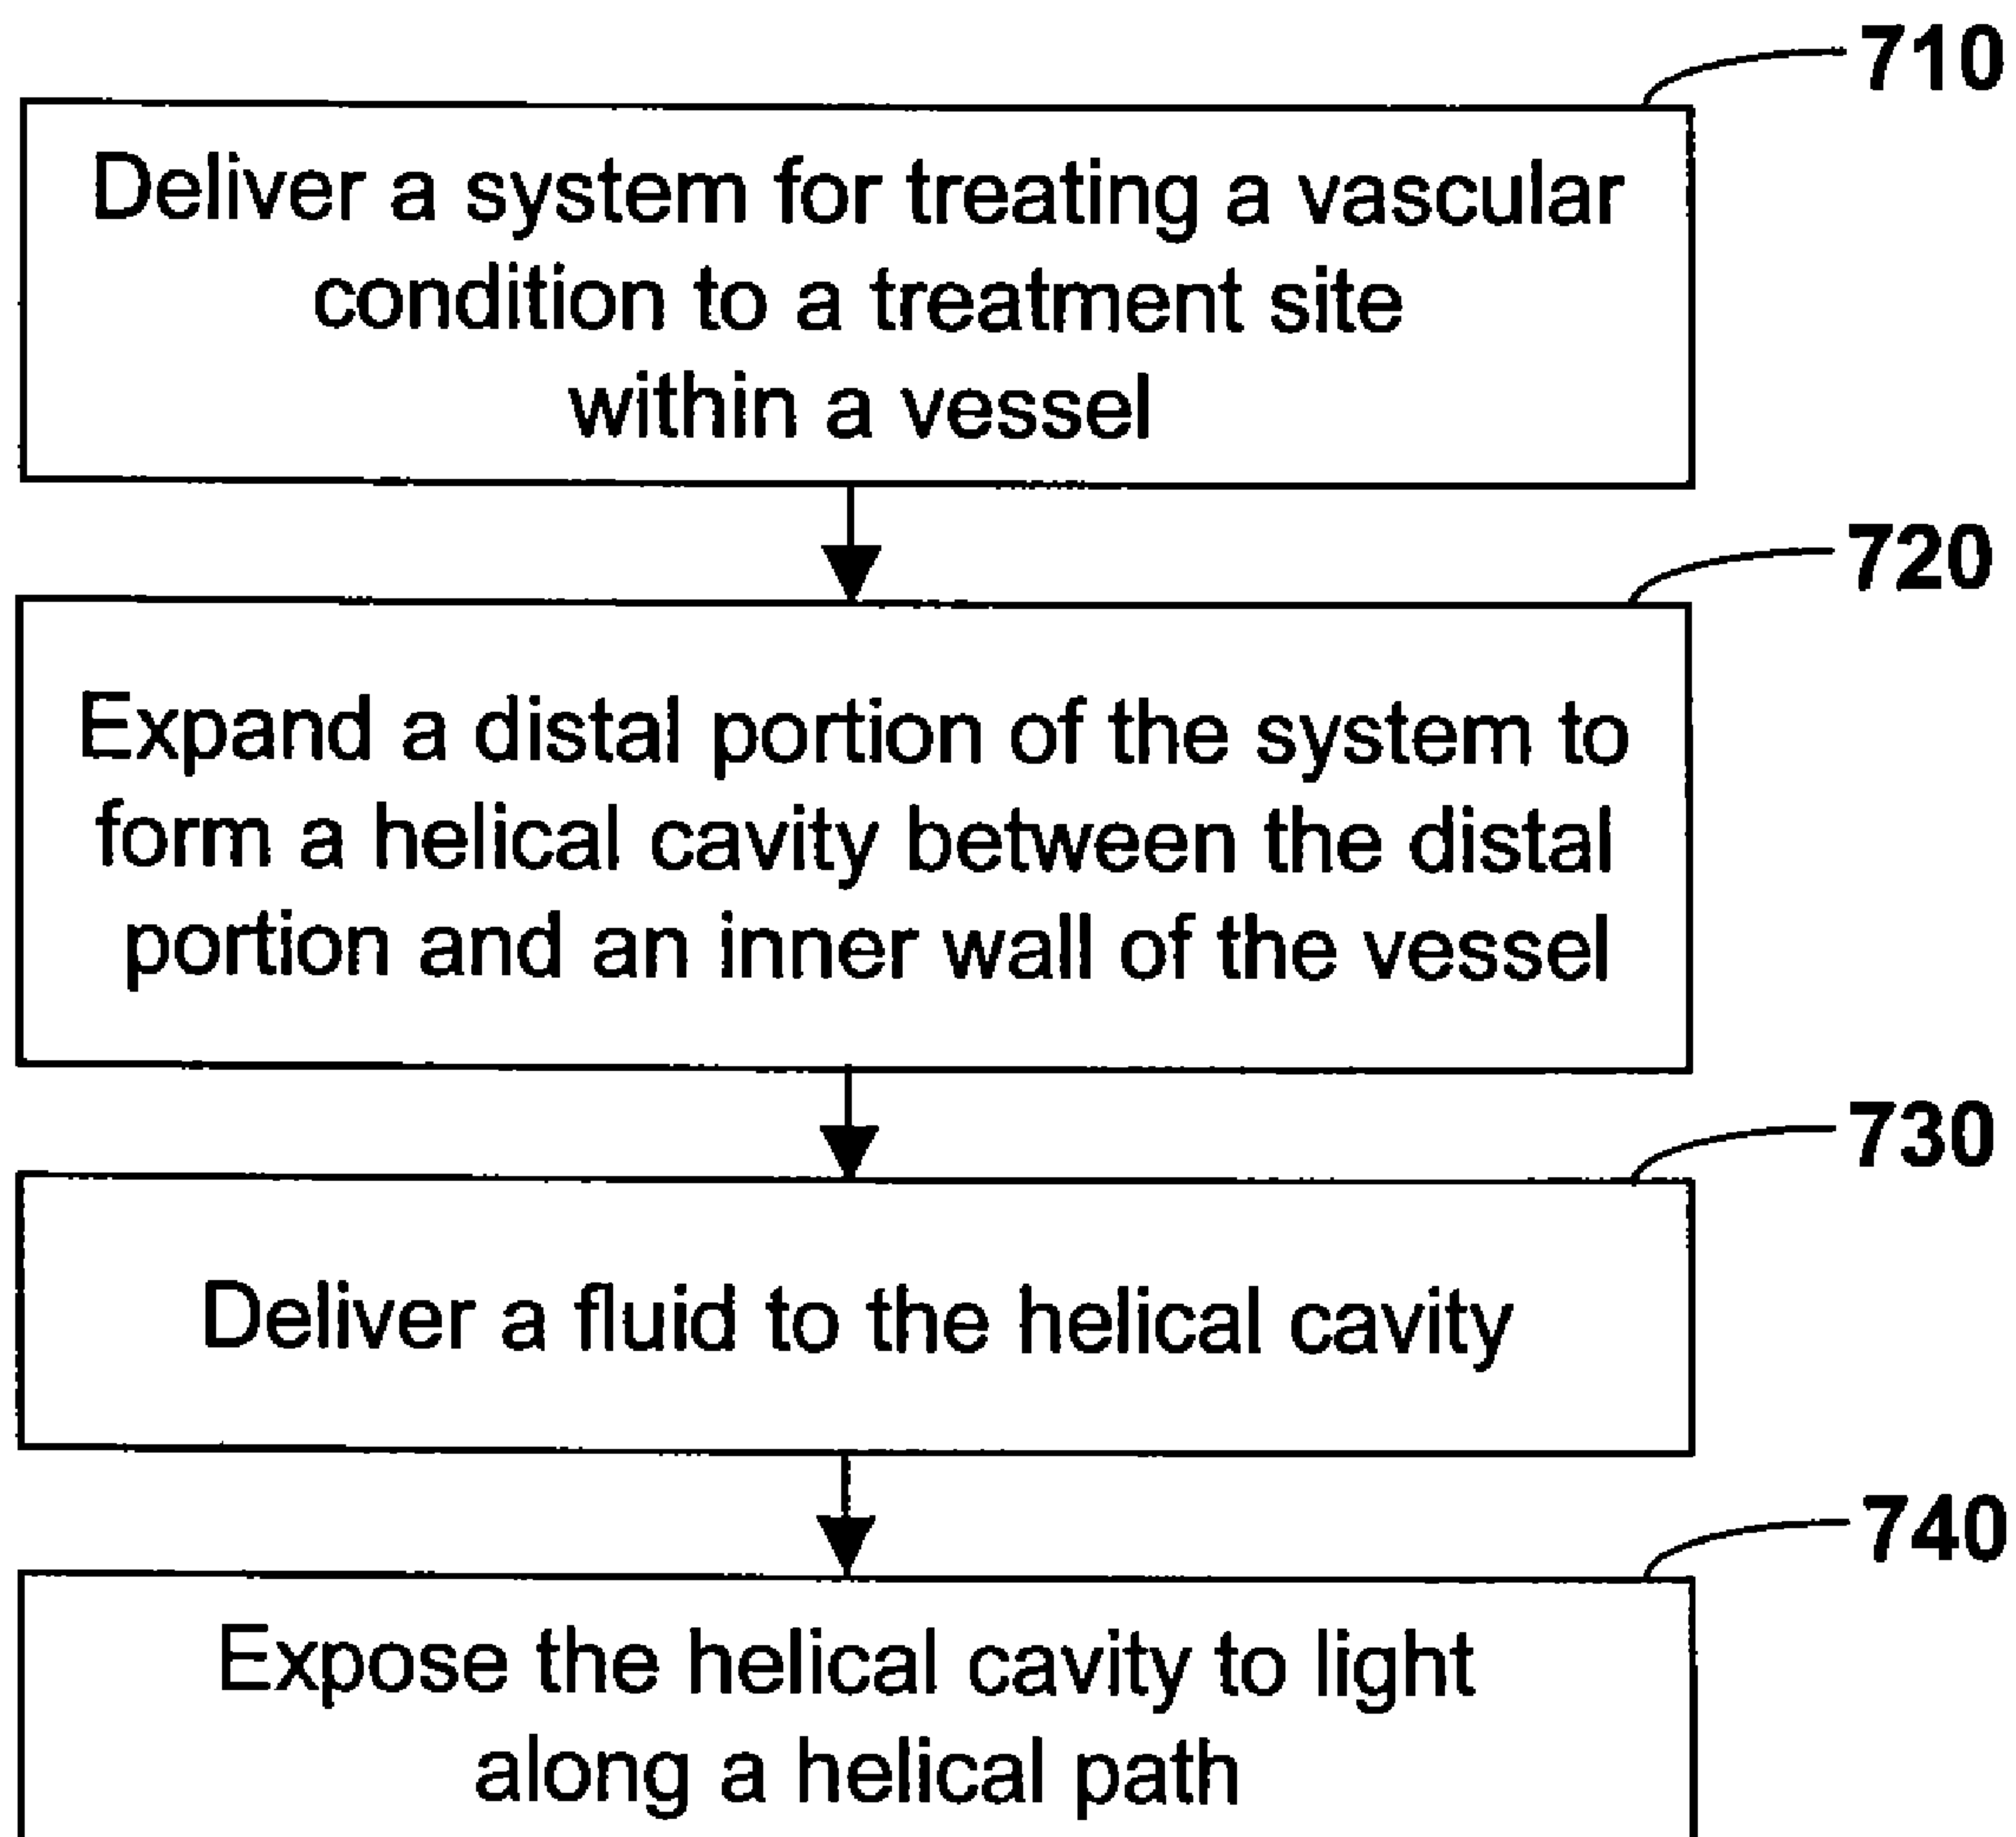 710
Deliver a system for treating a vascular
condition to a treatment site
within a vessel
720
Expand a distal portion of the system to
form a helical cavity between the distal
portion and an inner wall of the vessel
730
Deliver a fluid to the helical cavity
740
Expose the helical cavity to light
along a helical path